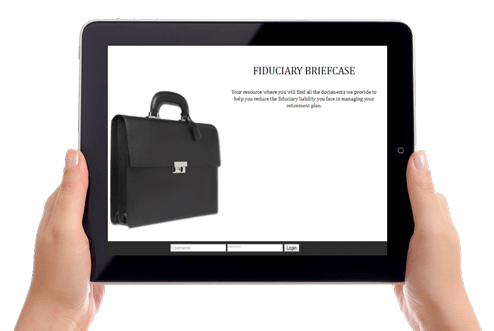 FIDUCIARY BRIEFCASE
Your resource where you will find all the documents we provide to
help you reduce the fiduciary liability you face in managing your
retirement plan.
Username
Login